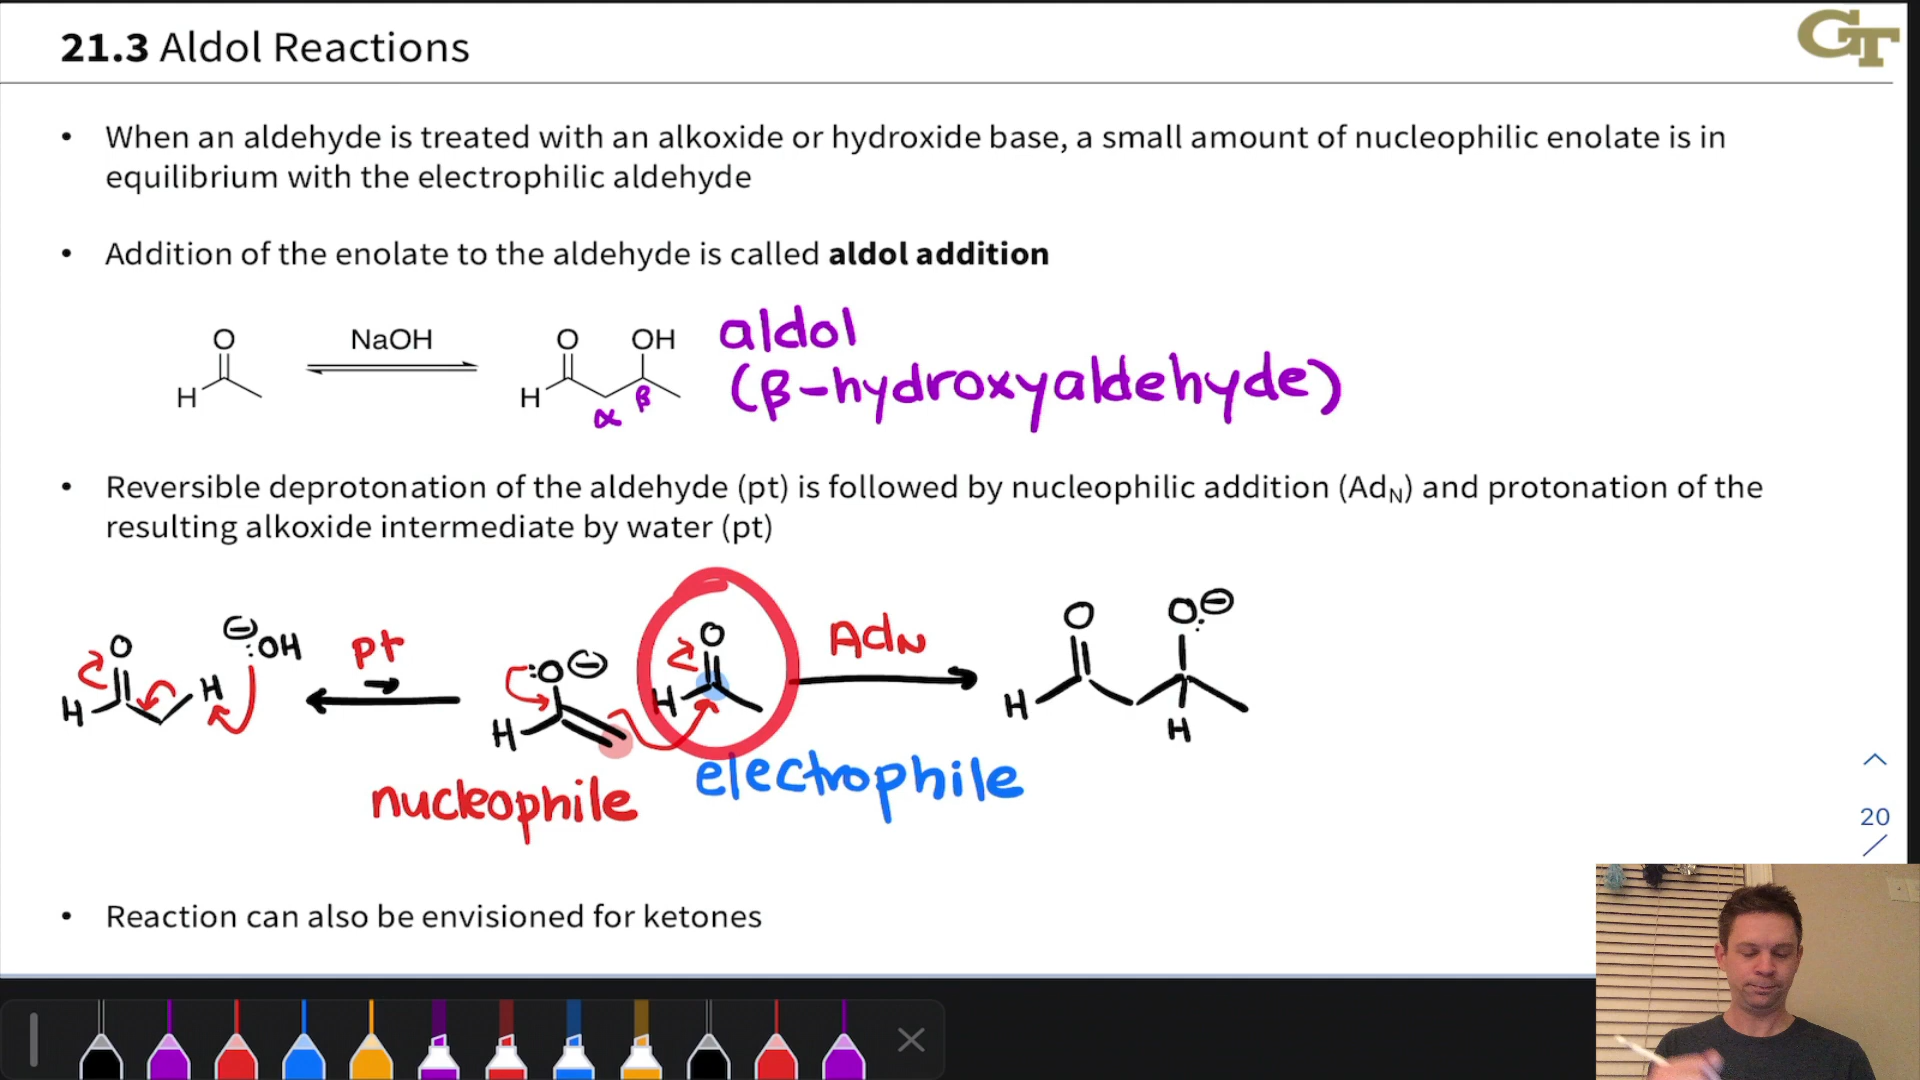 21.3 Aldol Reactions
GT
• When an aldehyde is treated with an alkoxide or hydroxide base, a small amount of nucleophilic enolate is in
equilibrium with the electrophilic aldehyde
• Addition of the enolate to the aldehyde is called aldol addition
O NaOH O OH aldol
H H α β (β-hydroxyaldehyde)
• Reversible deprotonation of the aldehyde (pt) is followed by nucleophilic addition (AdN) and protonation of the
resulting alkoxide intermediate by water (pt)
O ⊖:OH pt :O⊖ O AdN O O:⊖
H H H H H H
nucleophile electrophile
20
• Reaction can also be envisioned for ketones